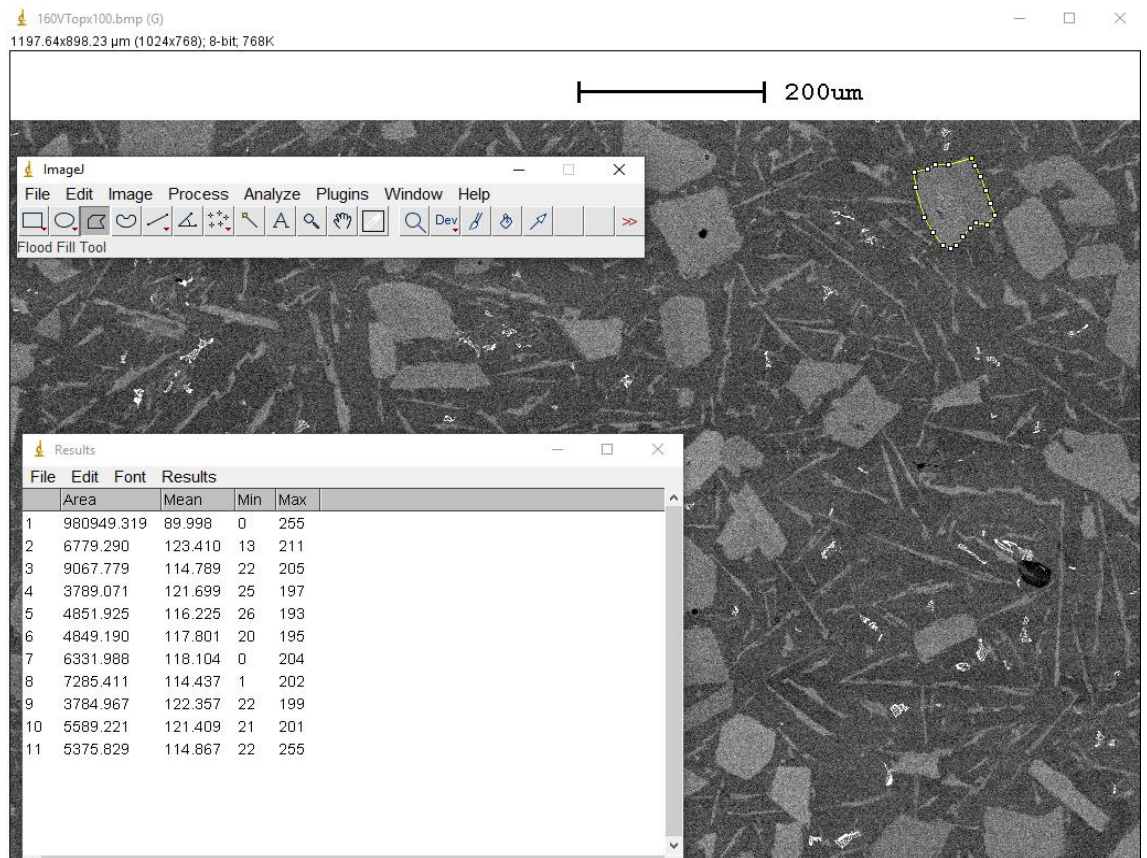 160VTopx100.bmp (G)
1197.64x898.23 µm (1024x768); 8-bit; 768K
200um
ImageJ
File Edit Image Process Analyze Plugins Window Help
A Dev
Flood Fill Tool
Results
File Edit Font Results
Area Mean Min Max
1 980949.319 89.998 0 255
2 6779.290 123.410 13 211
3 9067.779 114.789 22 205
4 3789.071 121.699 25 197
5 4851.925 116.225 26 193
6 4849.190 117.801 20 195
7 6331.988 118.104 0 204
8 7285.411 114.437 1 202
9 3784.967 122.357 22 199
10 5589.221 121.409 21 201
11 5375.829 114.867 22 255